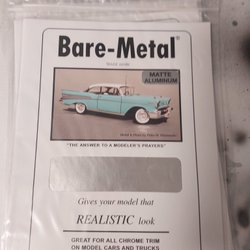 Bare-Metal®
MATTE
ALUMINUM
"THE ANSWER TO A MODELER'S PRAYERS"
Gives your model that
REALISTIC look
GREAT FOR ALL CHROME TRIM
ON MODEL CARS AND TRUCKS